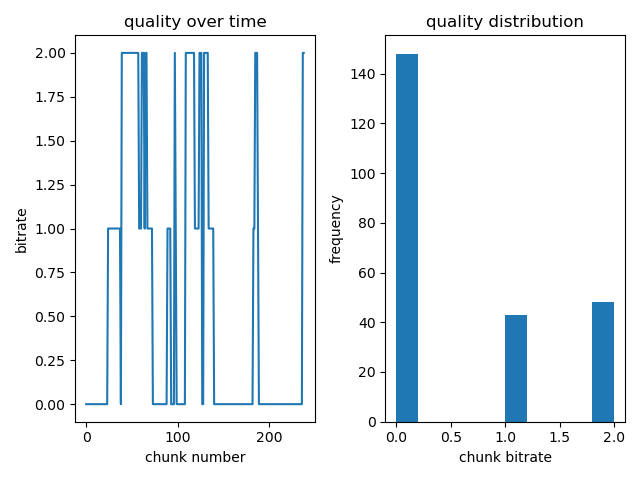 quality over time
bitrate
2.00
1.75
1.50
1.25
1.00
0.75
0.50
0.25
0.00
0 100 200
chunk number
quality distribution
frequency
140
120
100
80
60
40
20
0
0.0 0.5 1.0 1.5 2.0
chunk bitrate